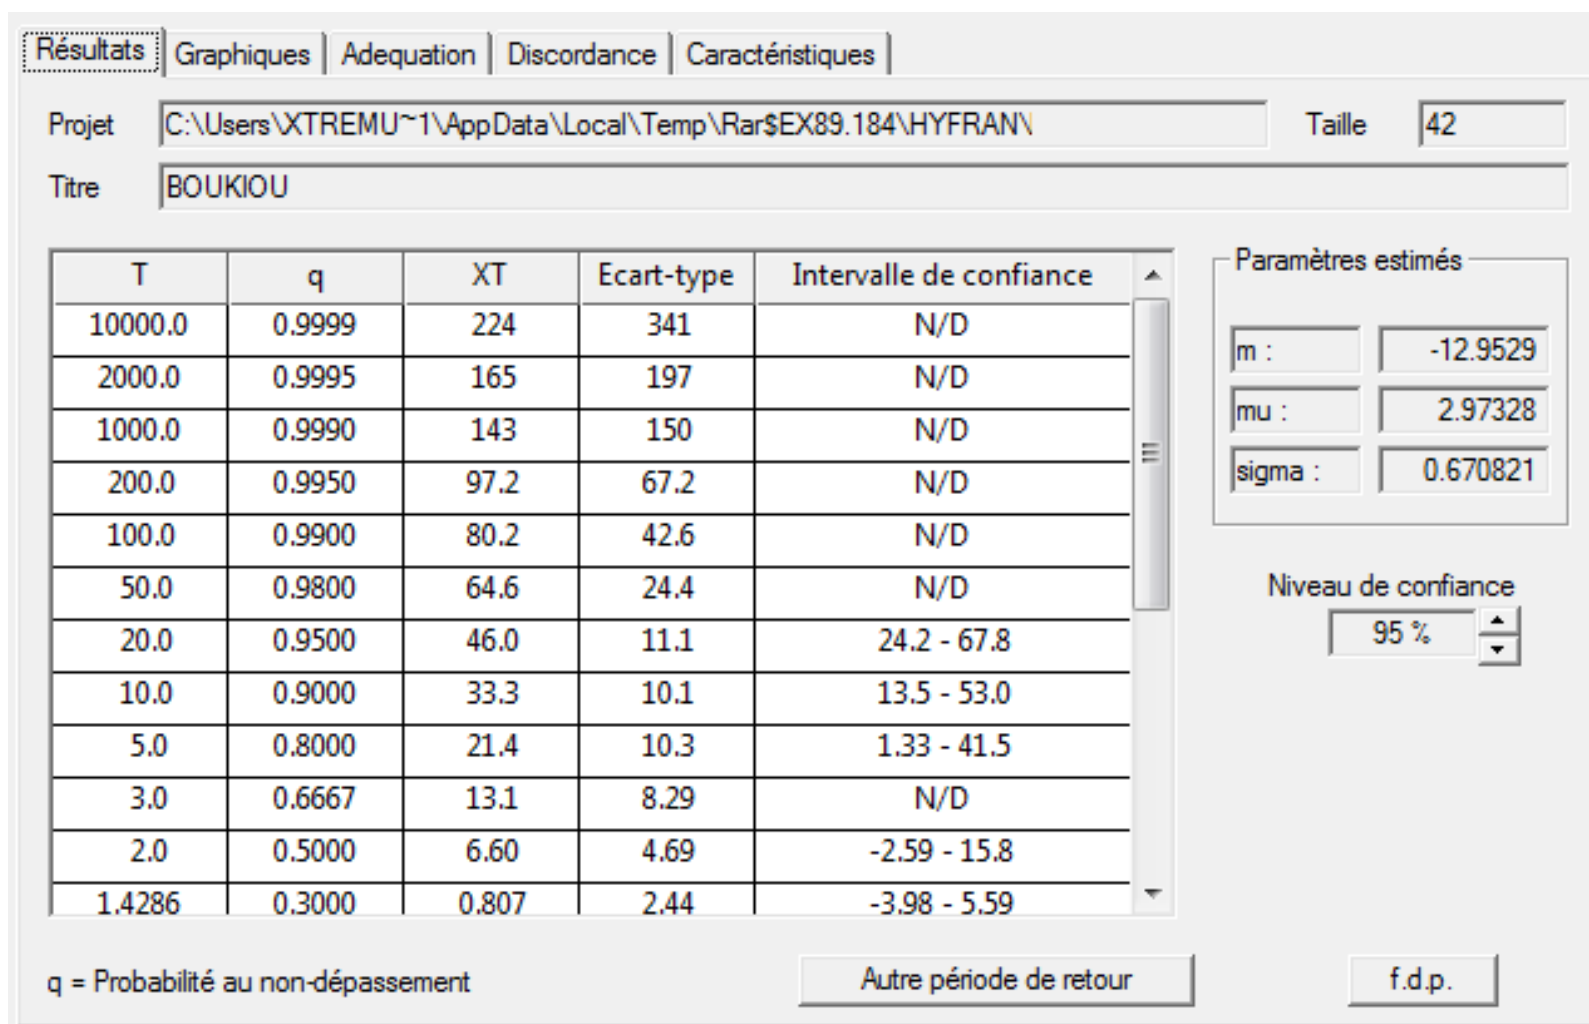 Résultats Graphiques Adequation Discordance Caractéristiques
Projet C:\Users\XTREMU~1\AppData\Local\Temp\Rar$EX89.184\HYFRAN\ Taille 42
Titre BOUKIOU
T q XT Ecart-type Intervalle de confiance
10000.0 0.9999 224 341 N/D
2000.0 0.9995 165 197 N/D
1000.0 0.9990 143 150 N/D
200.0 0.9950 97.2 67.2 N/D
100.0 0.9900 80.2 42.6 N/D
50.0 0.9800 64.6 24.4 N/D
20.0 0.9500 46.0 11.1 24.2 - 67.8
10.0 0.9000 33.3 10.1 13.5 - 53.0
5.0 0.8000 21.4 10.3 1.33 - 41.5
3.0 0.6667 13.1 8.29 N/D
2.0 0.5000 6.60 4.69 -2.59 - 15.8
1.4286 0.3000 0.807 2.44 -3.98 - 5.59
Paramètres estimés
m : -12.9529
mu : 2.97328
sigma : 0.670821
Niveau de confiance
95 %
q = Probabilité au non-dépassement
Autre période de retour
f.d.p.